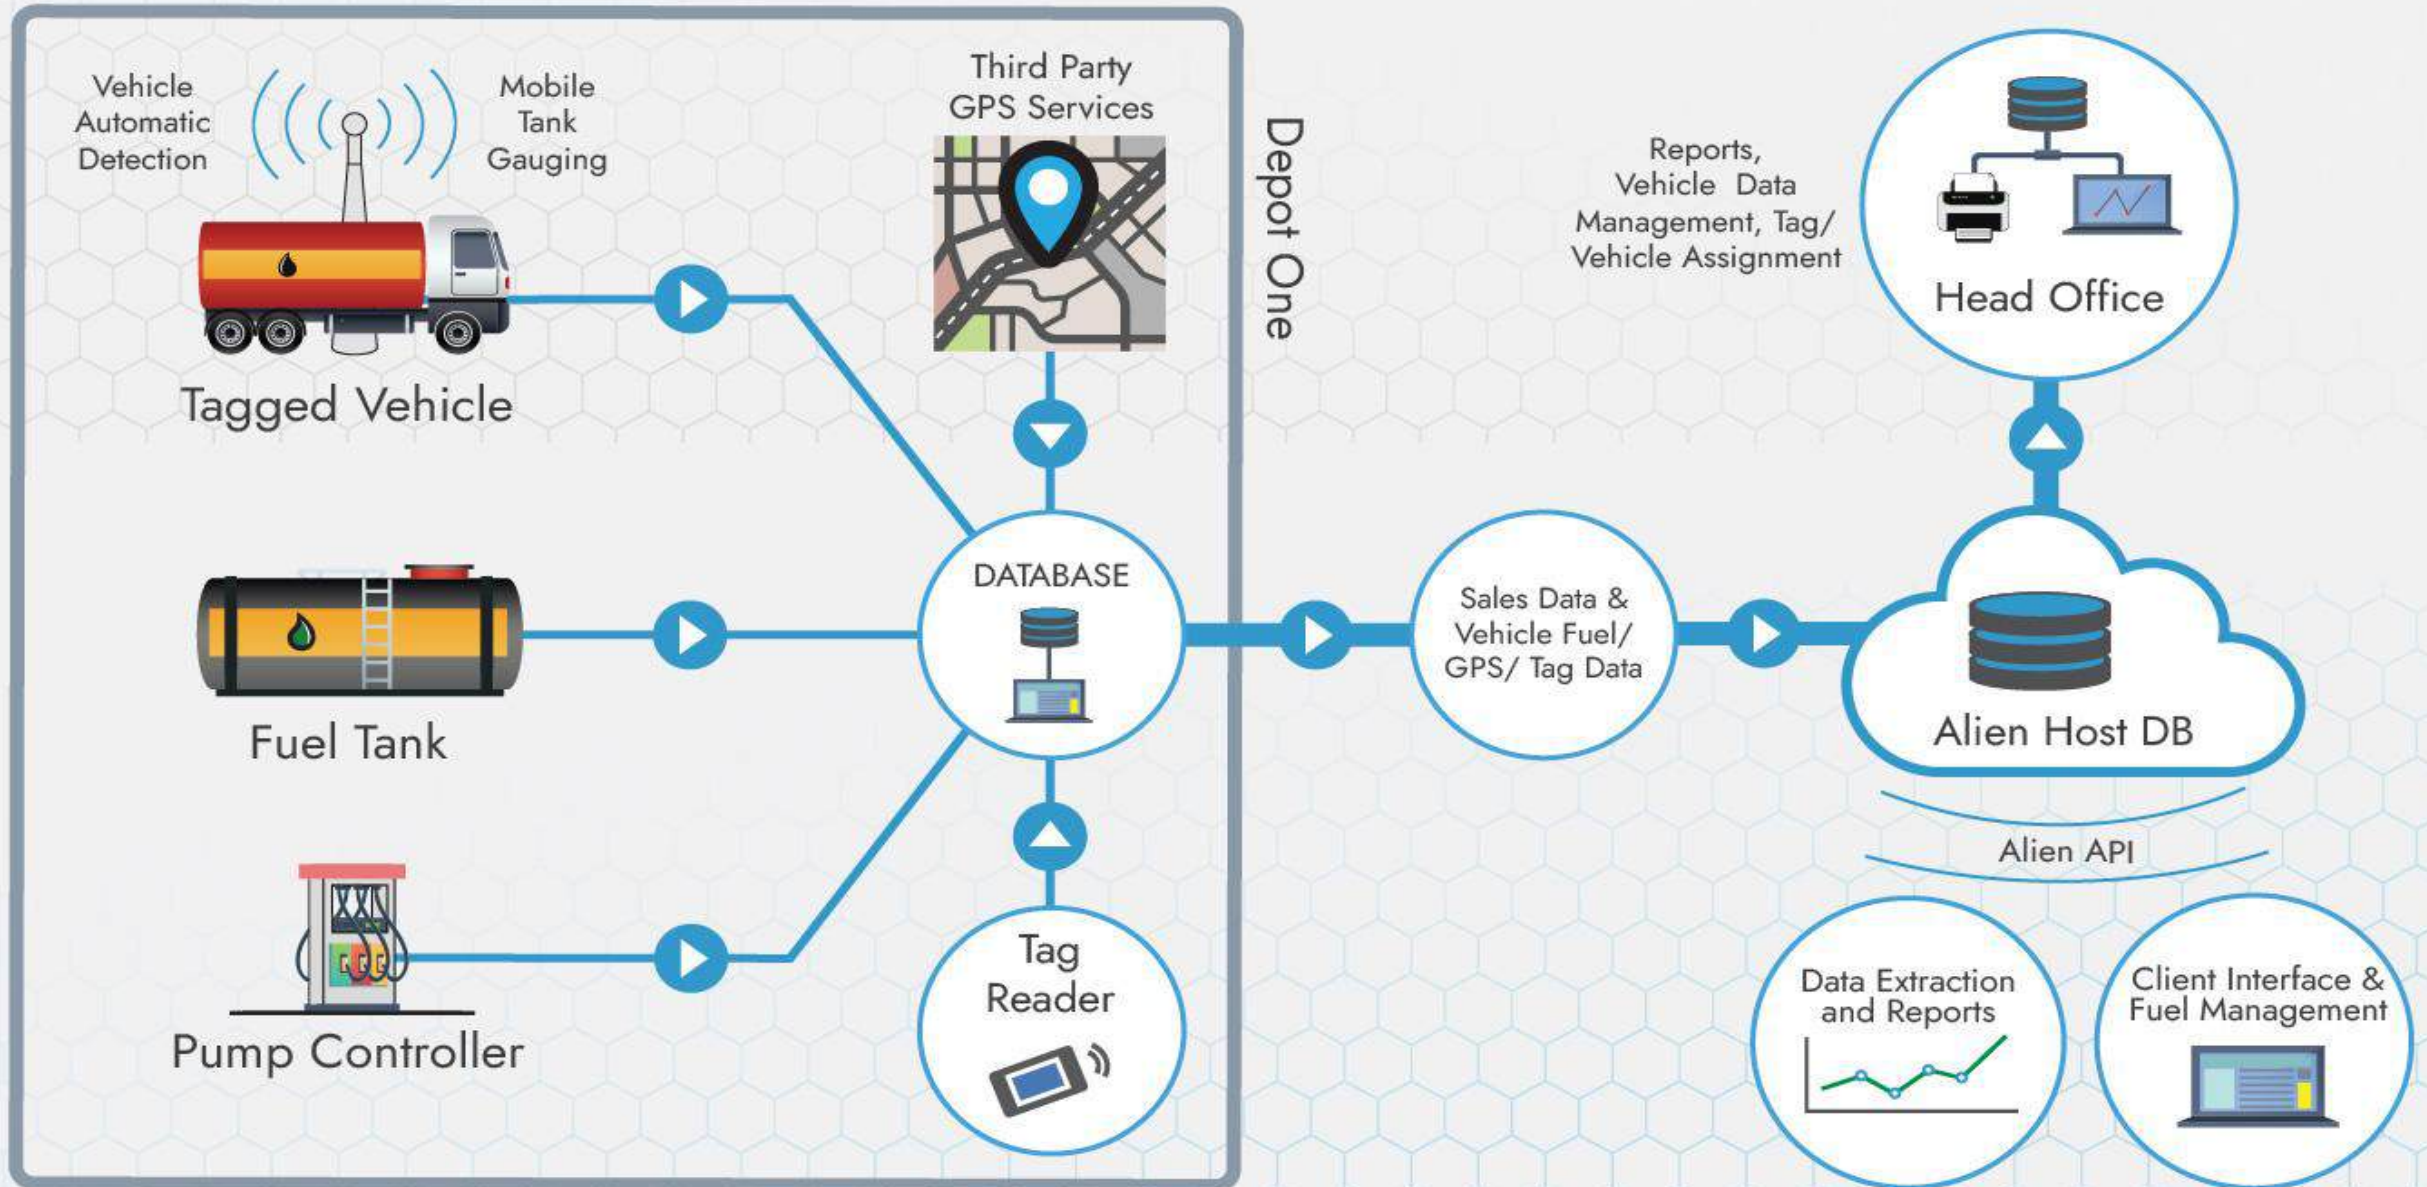 Vehicle
Automatic
Detection
Mobile
Tank
Gauging
Tagged Vehicle
Third Party
GPS Services
Depot One
Fuel Tank
DATABASE
Pump Controller
Tag
Reader
Sales Data &
Vehicle Fuel/
GPS/ Tag Data
Reports,
Vehicle Data
Management, Tag/
Vehicle Assignment
Head Office
Alien Host DB
Alien API
Data Extraction
and Reports
Client Interface &
Fuel Management